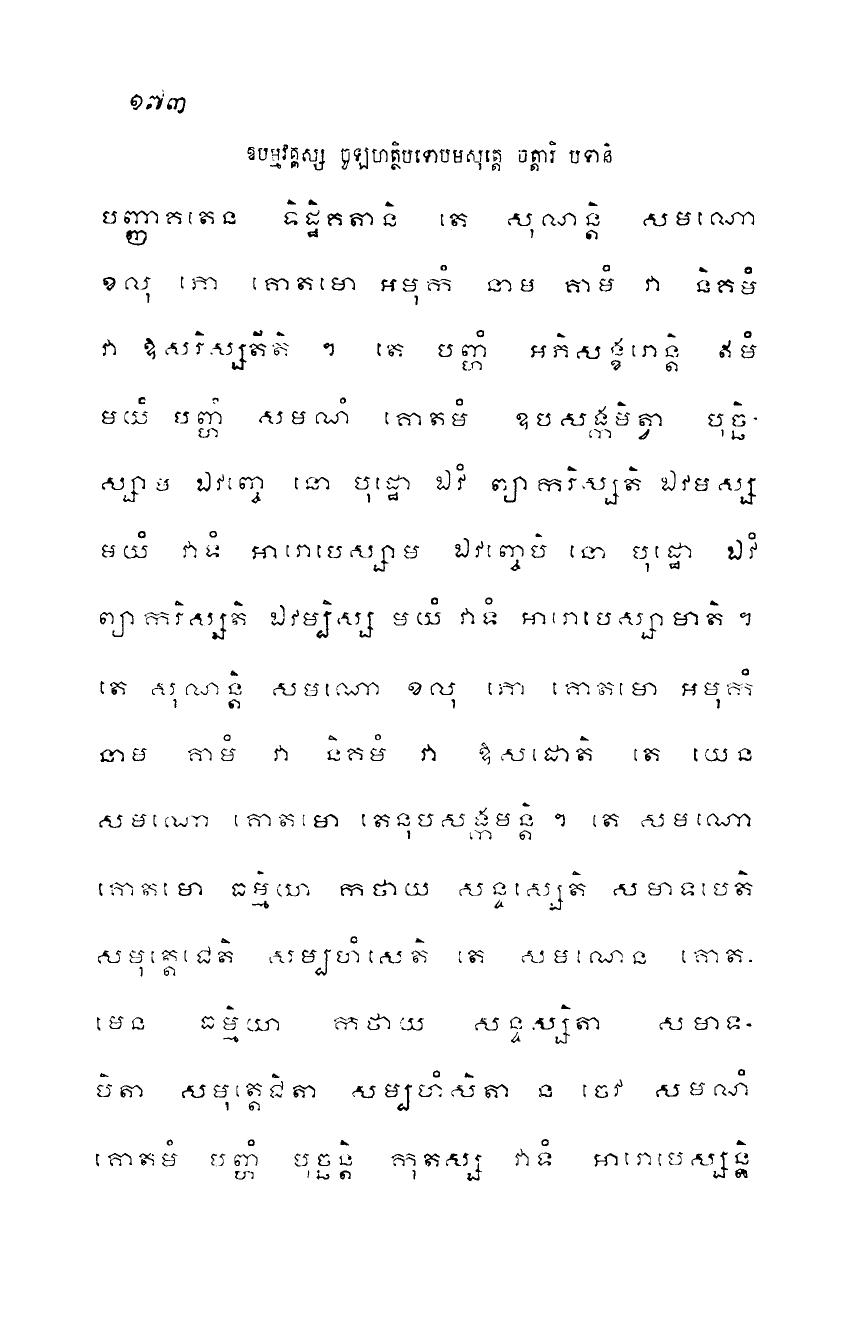 ១៧៣
ឧបម្មវគ្គស្ស ចូឡហត្ថិបទោបមសុត្តេ ចត្តារិ បទានិ
បញ្ញាគតេន ទិដ្ឋិគតានិ តេ សុណន្តិ សមណោ
ខលុ ភោ គោតមោ អមុកំ នាម គាមំ វា និគមំ
វា ឱសរិស្សតីតិ ។ តេ បញ្ហំ អភិសង្ខរោន្តិ ឥមំ
មយំ បញ្ហំ សមណំ គោតមំ ឧបសង្កមិត្វា បុច្ឆិ-
ស្សាម ឯវញ្ចេ នោ បុដ្ឋោ ឯវំ ព្យាករិស្សតិ ឯវមស្ស
មយំ វាទំ អារោបេស្សាម ឯវញ្ចេបិ នោ បុដ្ឋោ ឯវំ
ព្យាករិស្សតិ ឯវម្បិស្ស មយំ វាទំ អារោបេស្សាមាតិ ។
តេ សុណន្តិ សមណោ ខលុ ភោ គោតមោ អមុកំ
នាម គាមំ វា និគមំ វា ឱសដោតិ តេ យេន
សមណោ គោតមោ តេនុបសង្កមន្តិ ។ តេ សមណោ
គោតមោ ធម្មិយា កថាយ សន្ទស្សេតិ សមាទបេតិ
សមុត្តេជេតិ សម្បហំសេតិ តេ សមណេន គោត-
មេន ធម្មិយា កថាយ សន្ទស្សិតា សមាទ-
បិតា សមុត្តេជិតា សម្បហំសិតា ន ចេវ សមណំ
គោតមំ បញ្ហំ បុច្ឆន្តិ កុតស្ស វាទំ អារោបេស្សន្តិ